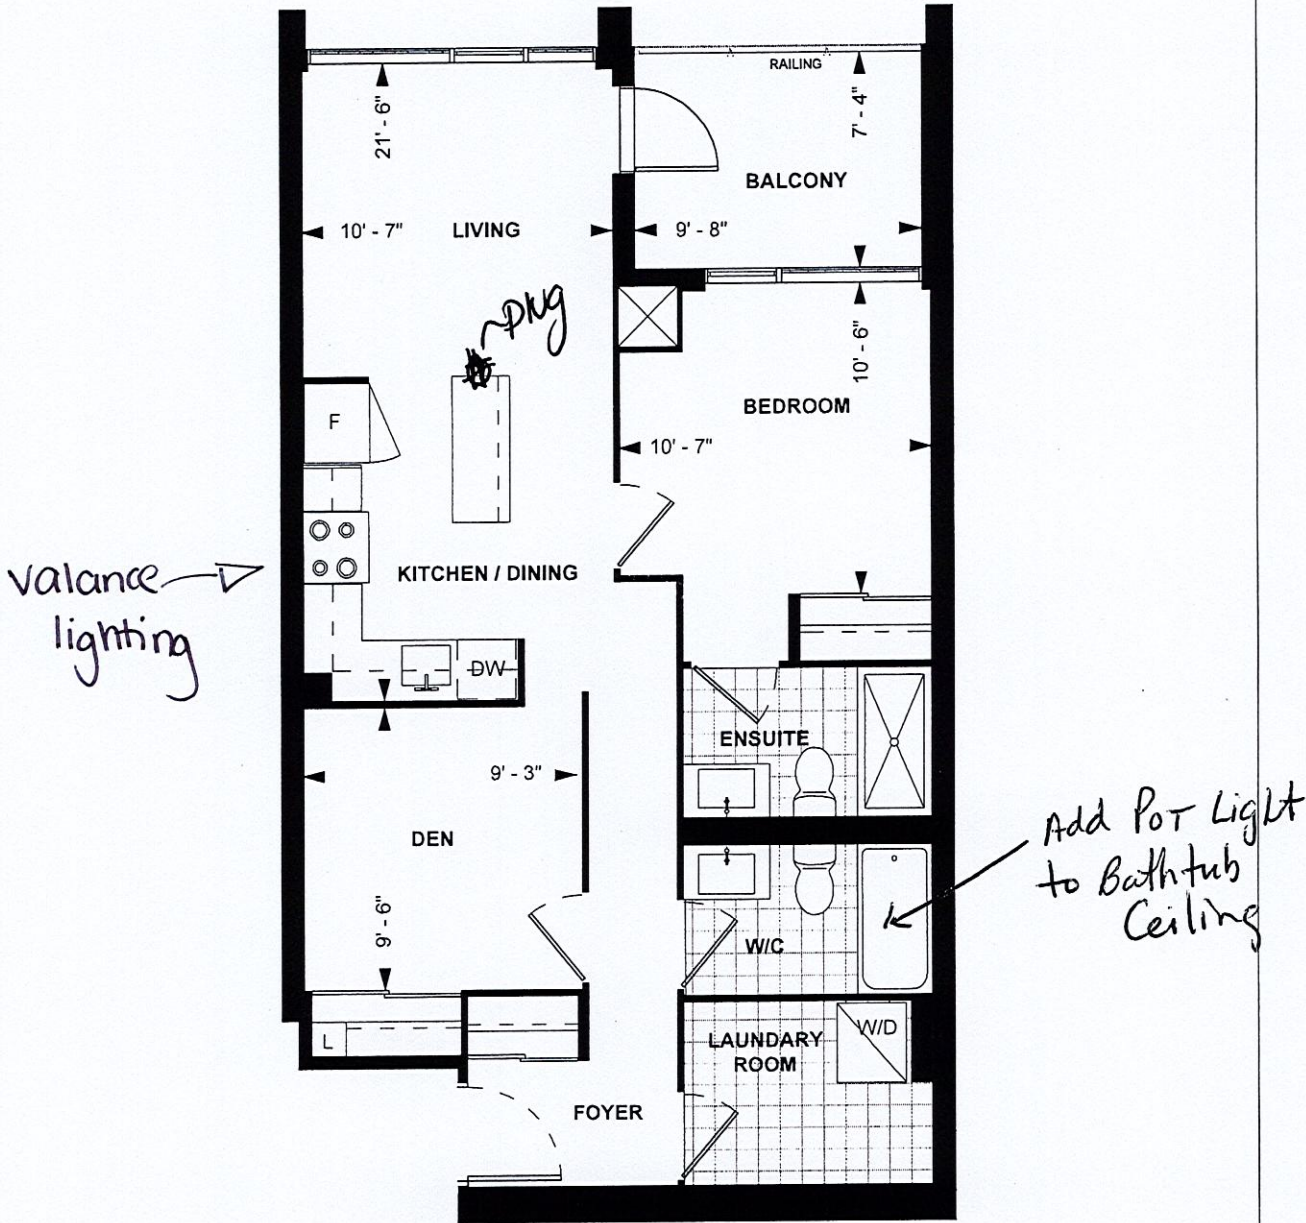 RAILING
21' - 6"
7' - 4"
BALCONY
10' - 7"
LIVING
9' - 8"
plug
10' - 6"
F
BEDROOM
10' - 7"
valance
lighting
KITCHEN / DINING
DW
ENSUITE
9' - 3"
DEN
Add Pot Light
to Bathtub
Ceiling
9' - 6"
W/C
L
LAUNDARY
ROOM
W/D
FOYER